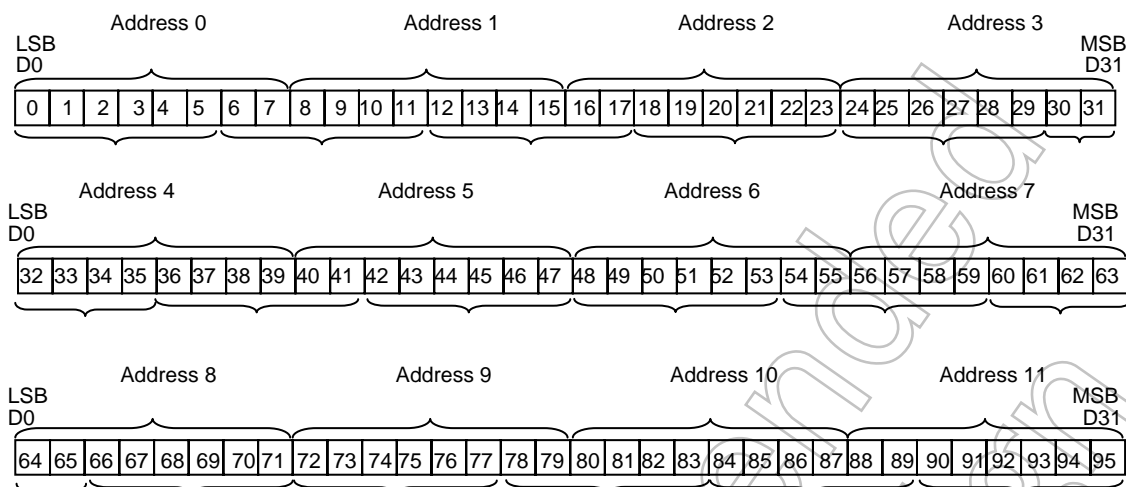 Address 0 Address 1 Address 2 Address 3
LSB MSB
D0 D31
0 1 2 3 4 5 6 7 8 9 10 11 12 13 14 15 16 17 18 19 20 21 22 23 24 25 26 27 28 29 30 31
Address 4 Address 5 Address 6 Address 7
LSB MSB
D0 D31
32 33 34 35 36 37 38 39 40 41 42 43 44 45 46 47 48 49 50 51 52 53 54 55 56 57 58 59 60 61 62 63
Address 8 Address 9 Address 10 Address 11
LSB MSB
D0 D31
64 65 66 67 68 69 70 71 72 73 74 75 76 77 78 79 80 81 82 83 84 85 86 87 88 89 90 91 92 93 94 95